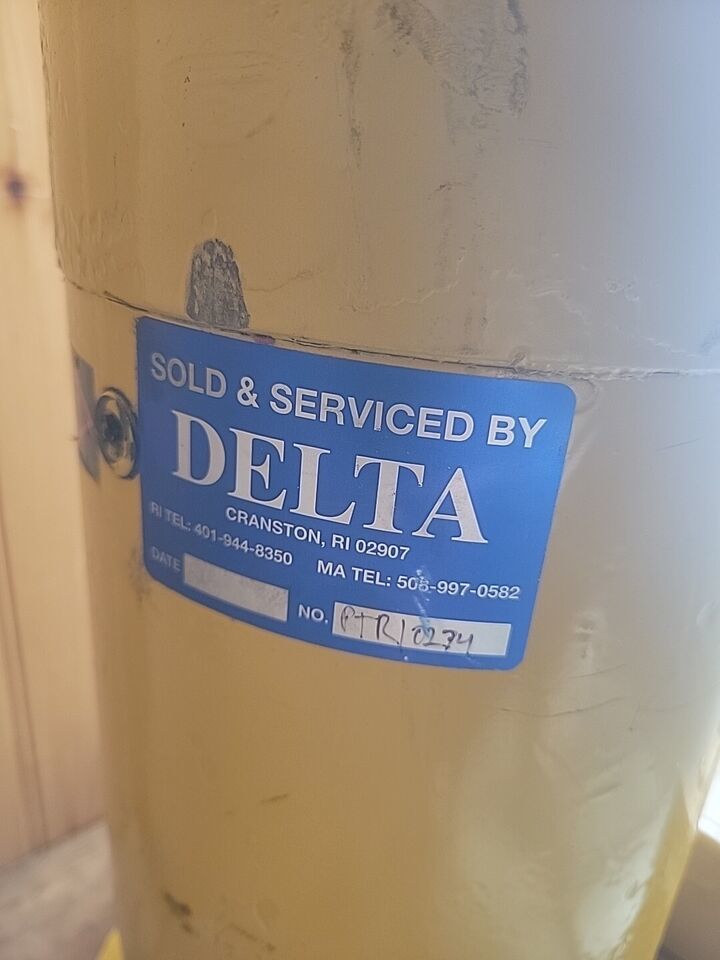 SOLD & SERVICED BY
DELTA
CRANSTON, RI 02907
RI TEL: 401-944-8350 MA TEL: 508-997-0582
DATE NO. PTR10234